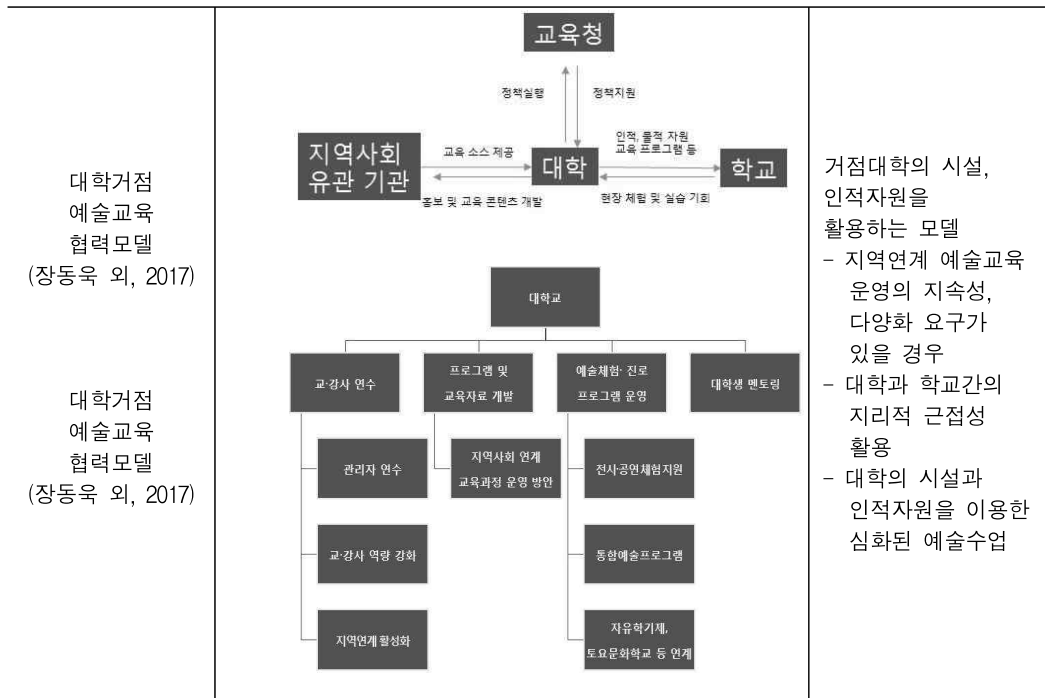 대학거점
예술교육
협력모델
(장동욱 외, 2017)
대학거점
예술교육
협력모델
(장동욱 외, 2017)
교육청
정책실행
정책지원
지역사회
유관 기관
교육 소스 제공
홍보 및 교육 콘텐츠 개발
대학
인적, 물적 자원
교육 프로그램 등
현장 체험 및 실습 기회
학교
대학교
교·강사 연수
관리자 연수
교·강사 역량 강화
지역연계 활성화
프로그램 및
교육자료 개발
지역사회 연계
교육과정 운영 방안
예술체험· 진로
프로그램 운영
전시·공연체험지원
통합예술프로그램
자유학기제,
토요문화학교 등 연계
대학생 멘토링
거점대학의 시설,
인적자원을
활용하는 모델
- 지역연계 예술교육
운영의 지속성,
다양화 요구가
있을 경우
- 대학과 학교간의
지리적 근접성
활용
- 대학의 시설과
인적자원을 이용한
심화된 예술수업